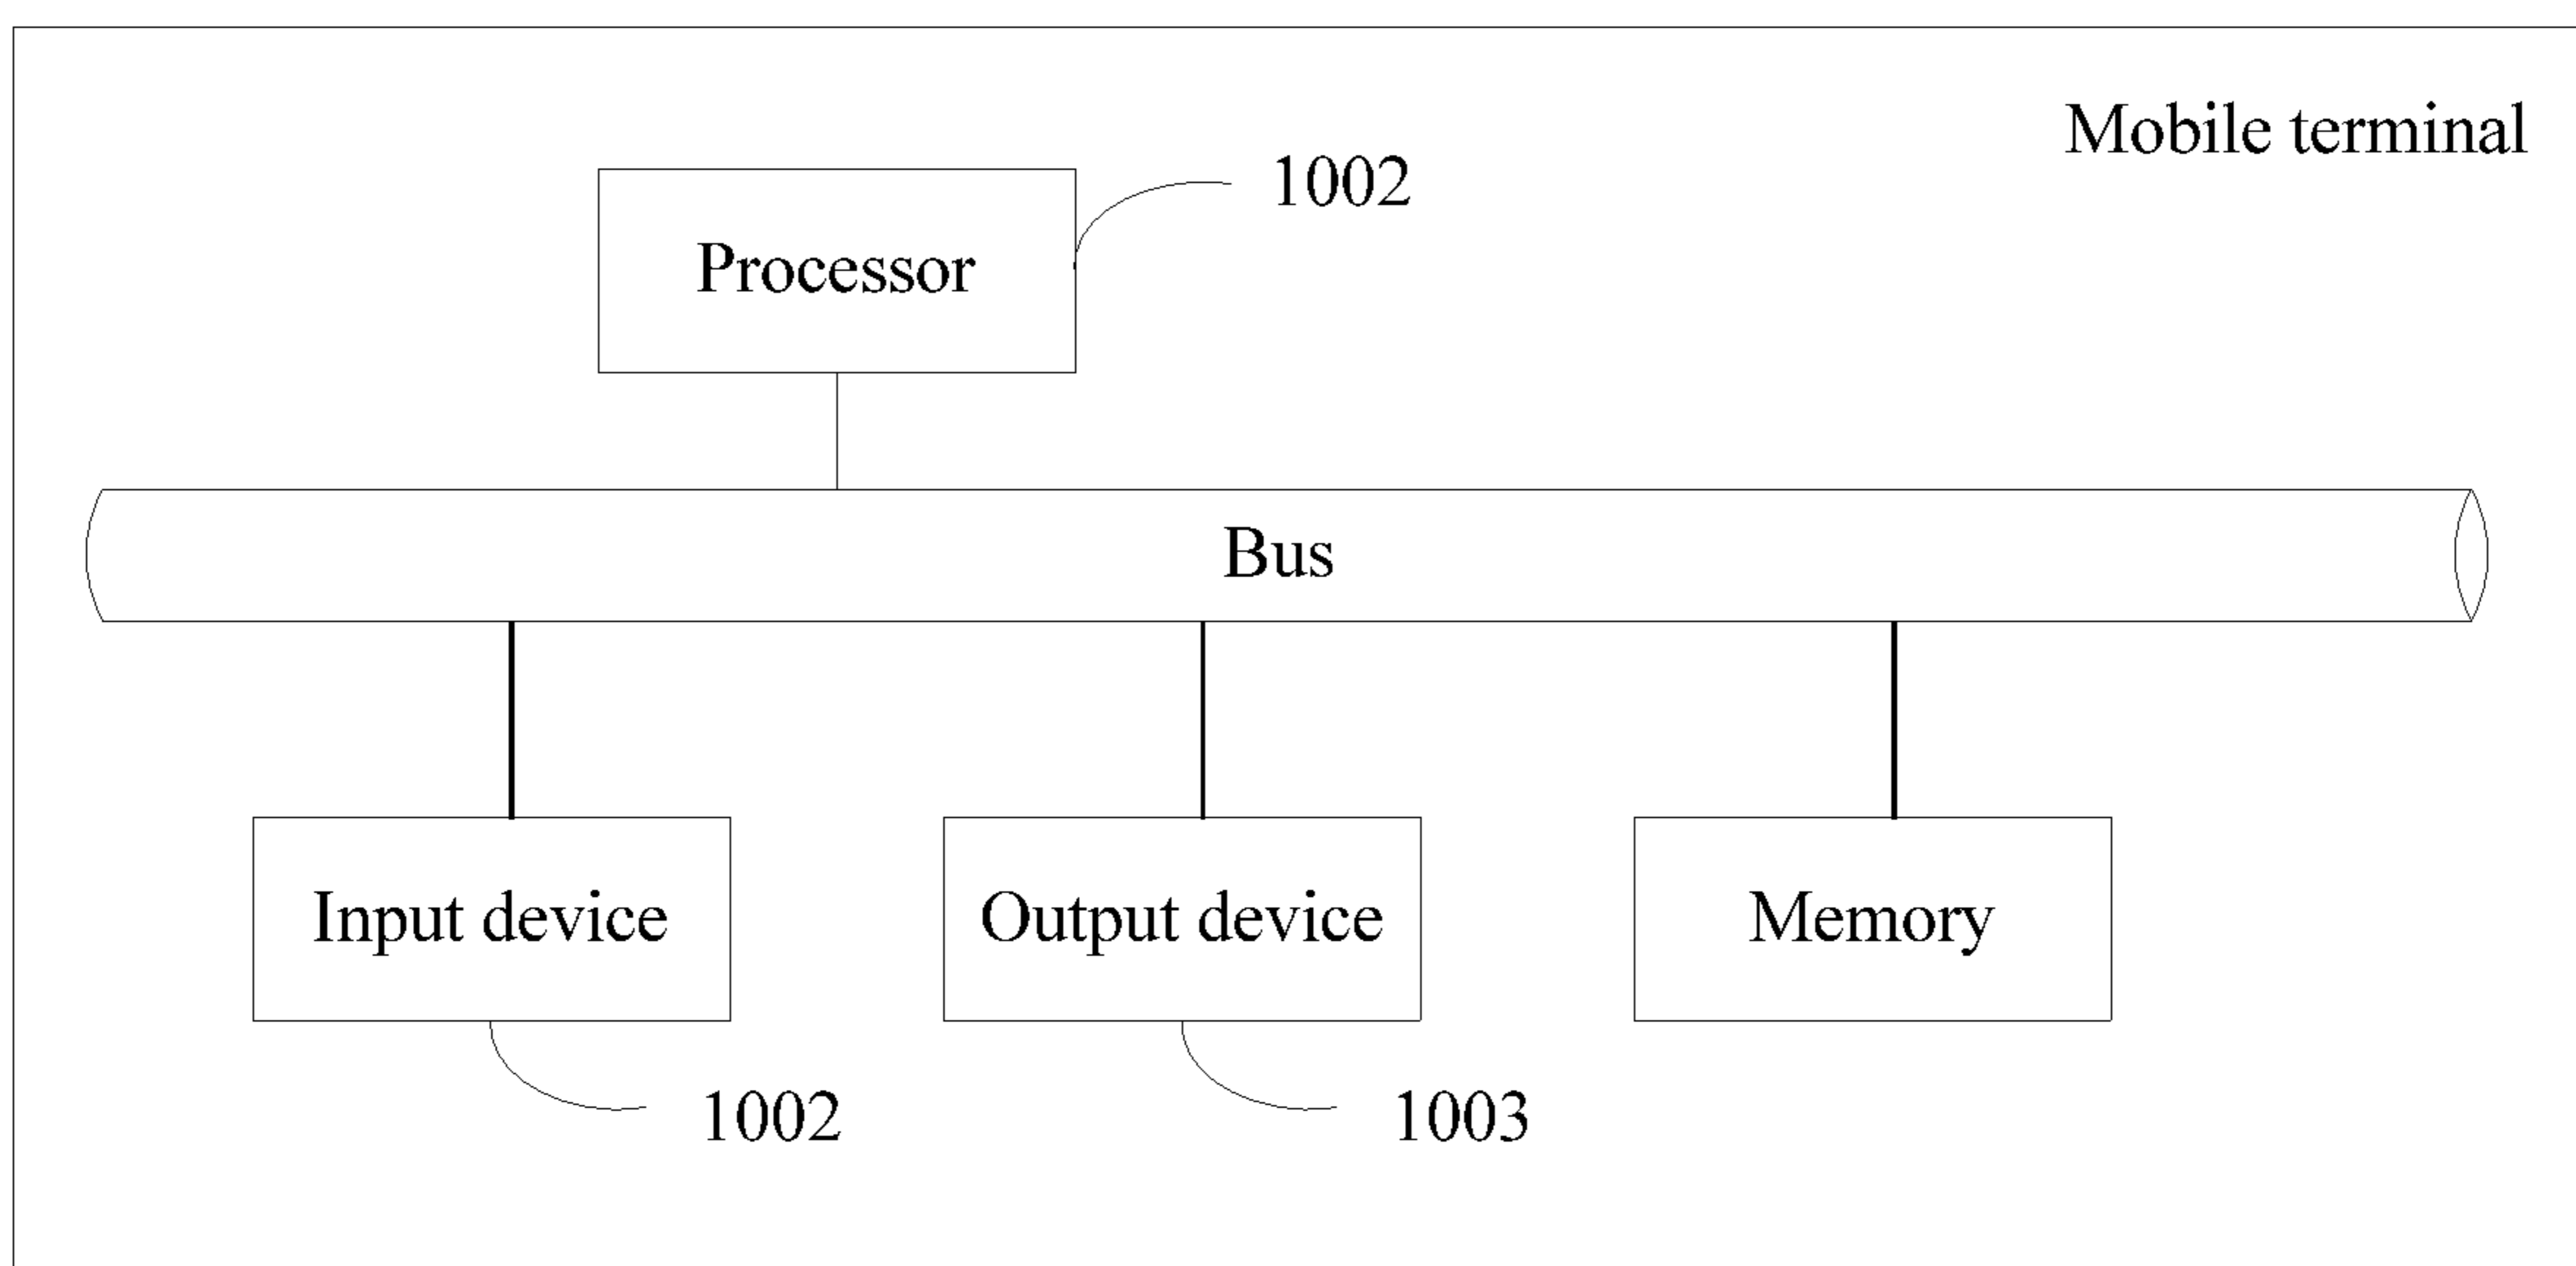 Mobile terminal
1002
Processor
Bus
Input device
Output device
Memory
1002
1003